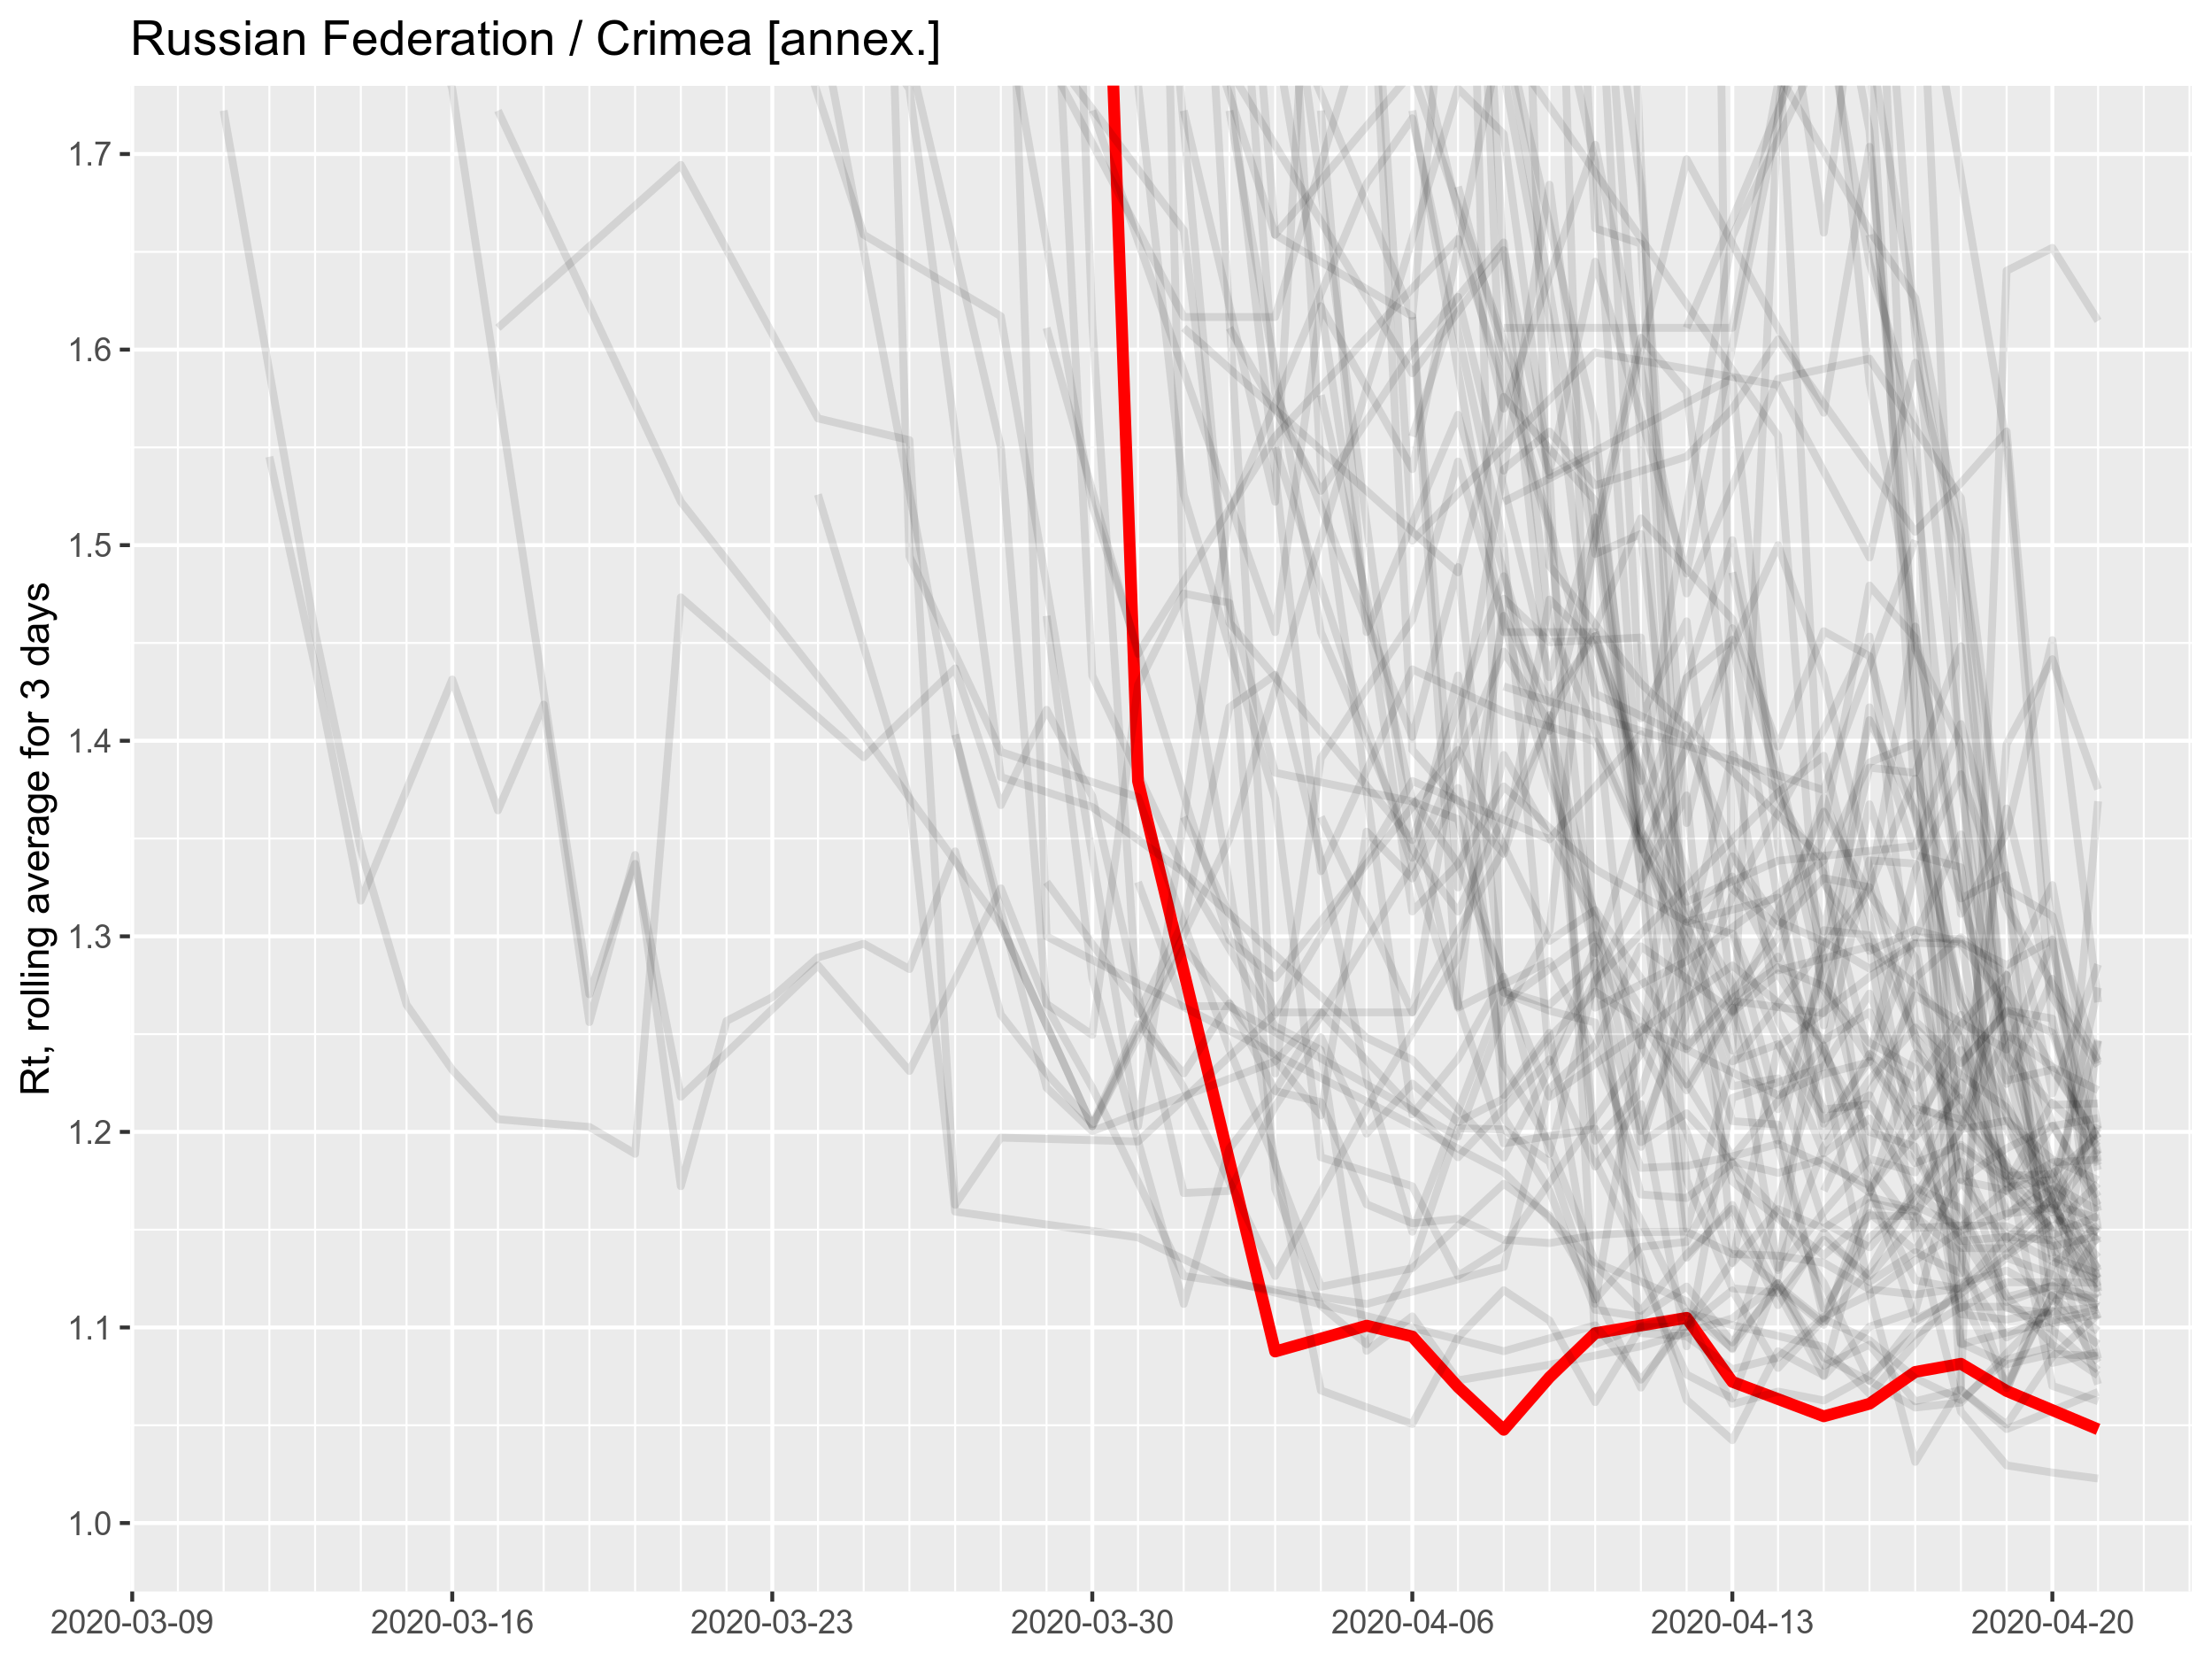 Russian Federation / Crimea [annex.]
Rt, rolling average for 3 days
1.7
1.6
1.5
1.4
1.3
1.2
1.1
1.0
2020-03-09 2020-03-16 2020-03-23 2020-03-30 2020-04-06 2020-04-13 2020-04-20